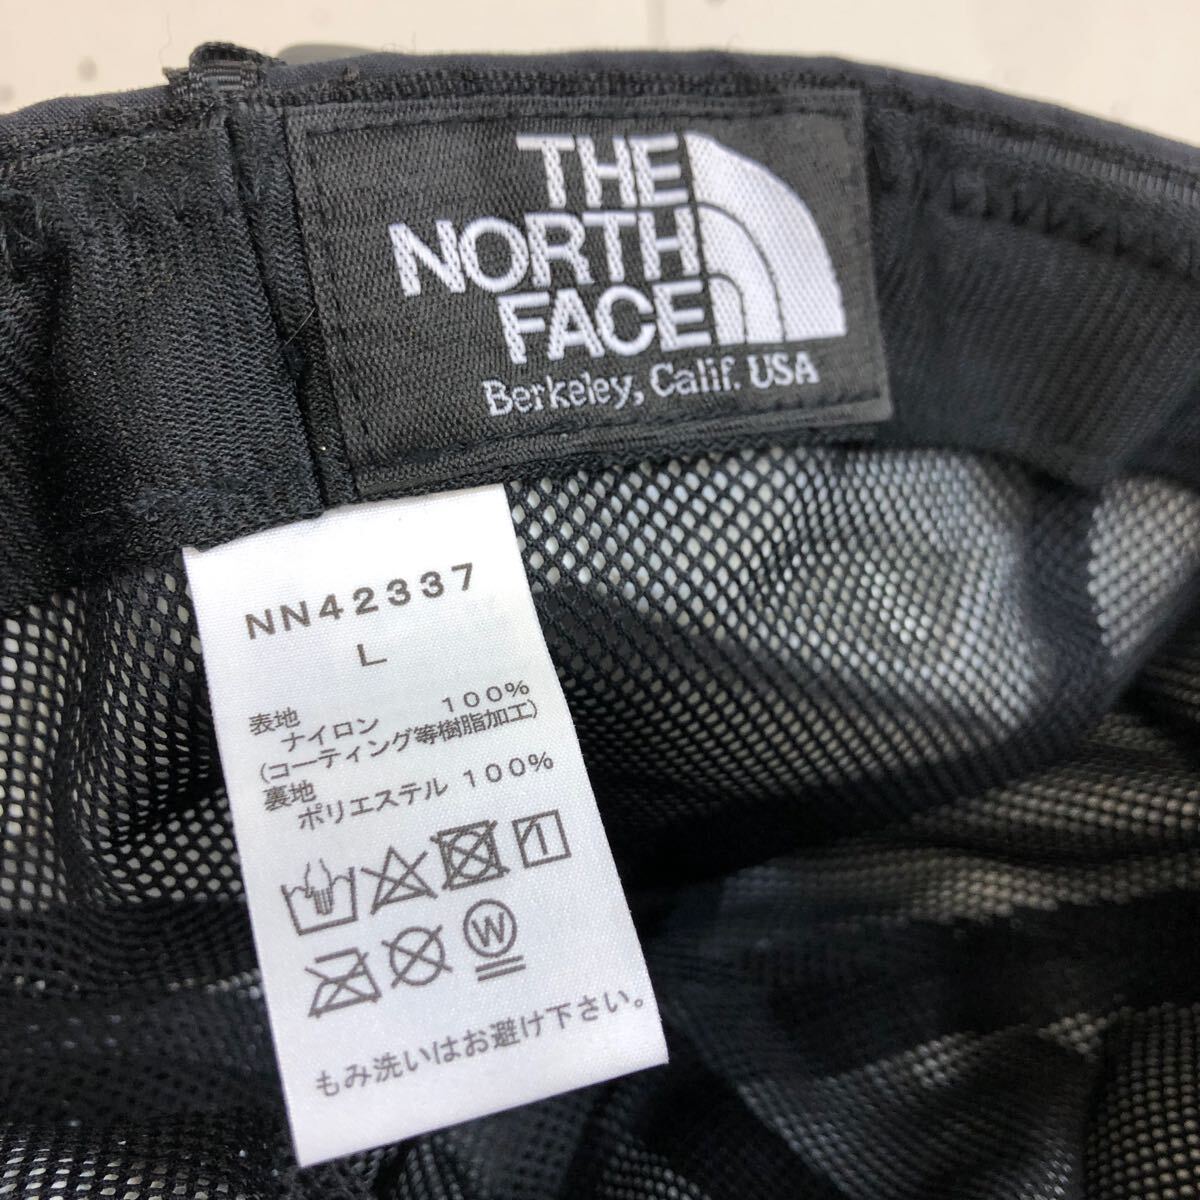 THE
NORTH
FACE
Berkeley, Calif. USA
NN42337
L
表地
ナイロン 100%
(コーティング等樹脂加工)
裏地
ポリエステル 100%
W
もみ洗いはお避け下さい。